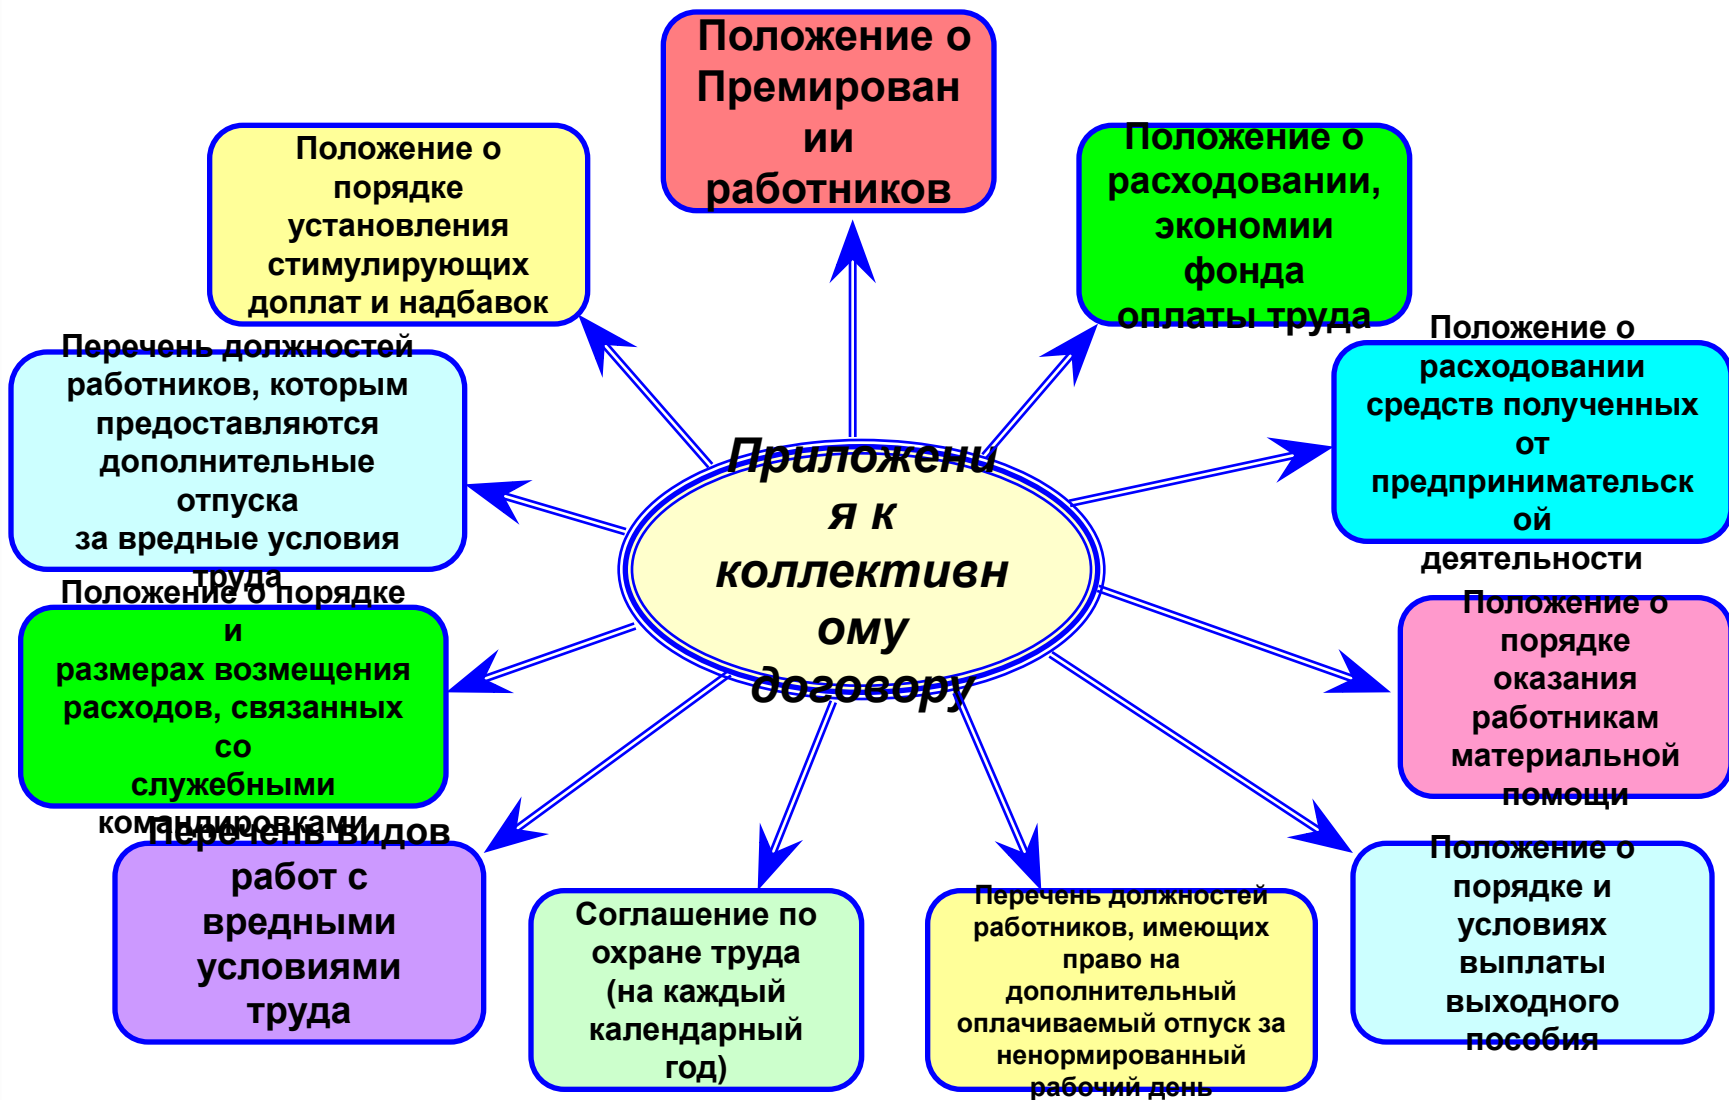 Положение о
Премирован
ии
работников
Положение о
порядке
установления
стимулирующих
доплат и надбавок
Положение о
расходовании,
экономии
фонда
оплаты труда
Перечень должностей
работников, которым
предоставляются
дополнительные
отпуска
за вредные условия
труда
Положение о
расходовании
средств полученных
от
предпринимательск
ой
деятельности
Приложени
я к
коллективн
ому
договору
Положение о порядке
и
размерах возмещения
расходов, связанных
со
служебными
командировками
Положение о
порядке
оказания
работникам
материальной
помощи
Перечень видов
работ с
вредными
условиями
труда
Соглашение по
охране труда
(на каждый
календарный
год)
Перечень должностей
работников, имеющих
право на
дополнительный
оплачиваемый отпуск за
ненормированный
рабочий день
Положение о
порядке и
условиях
выплаты
выходного
пособия